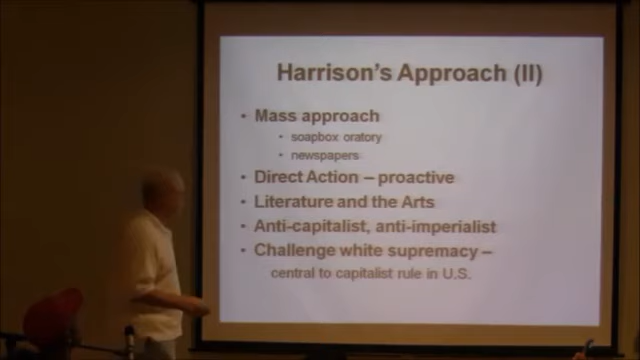 Harrison's Approach (II)
• Mass approach
• soapbox oratory
• newspapers
• Direct Action – proactive
• Literature and the Arts
• Anti-capitalist, anti-imperialist
• Challenge white supremacy –
central to capitalist rule in U.S.